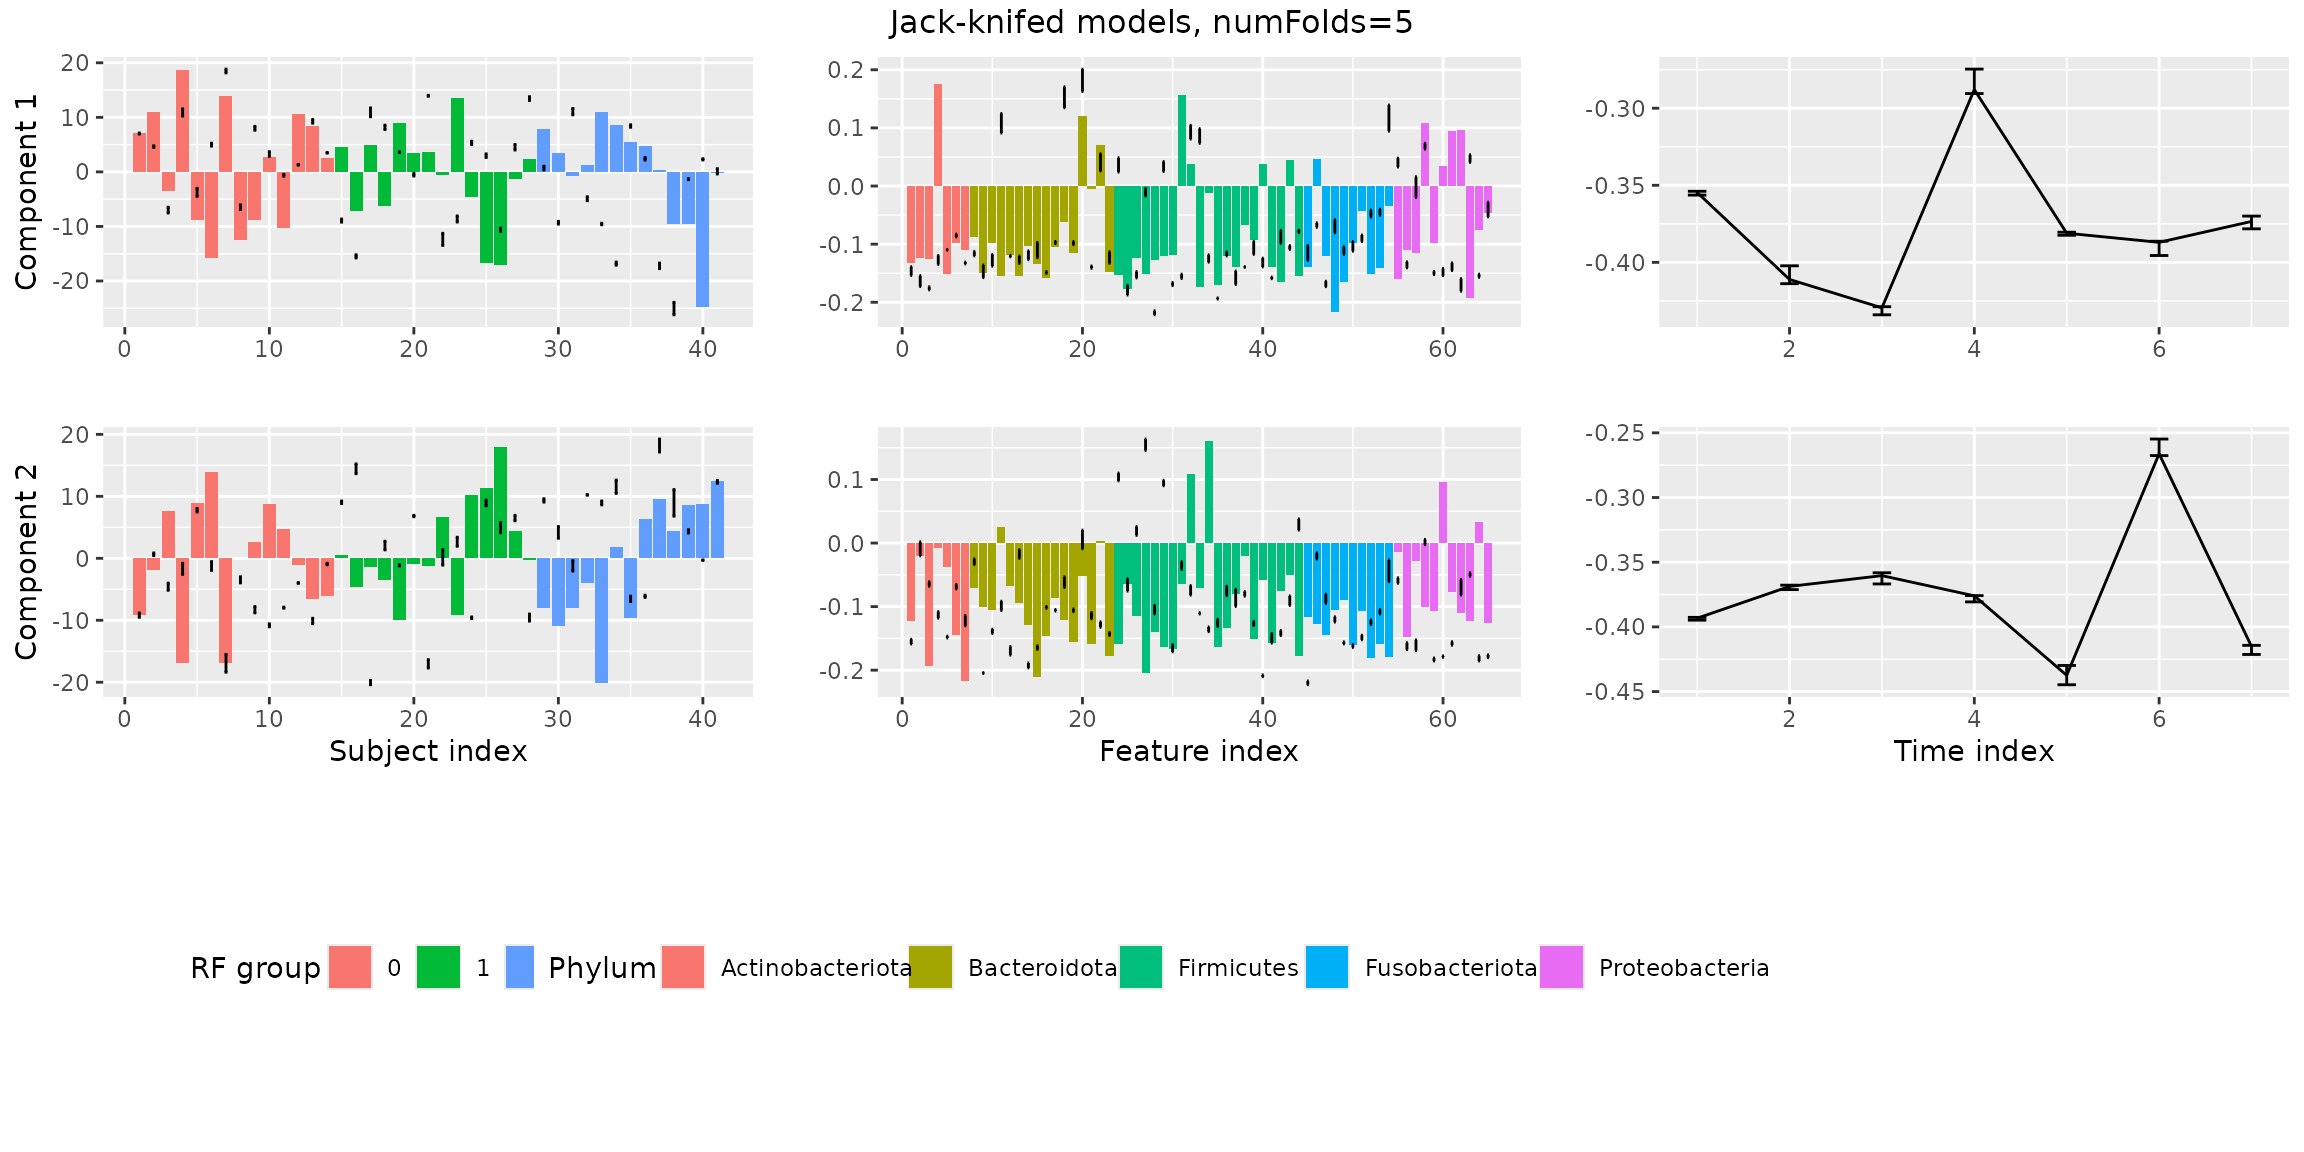 Jack-knifed models, numFolds=5
Component 1
20
10
0
-10
-20
0 10 20 30 40
0.2
0.1
0.0
-0.1
-0.2
0 20 40 60
-0.30
-0.35
-0.40
2 4 6
Component 2
20
10
0
-10
-20
0 10 20 30 40
Subject index
0.1
0.0
-0.1
-0.2
0 20 40 60
Feature index
-0.25
-0.30
-0.35
-0.40
-0.45
2 4 6
Time index
RF group 0 1 Phylum Actinobacteriota Bacteroidota Firmicutes Fusobacteriota Proteobacteria